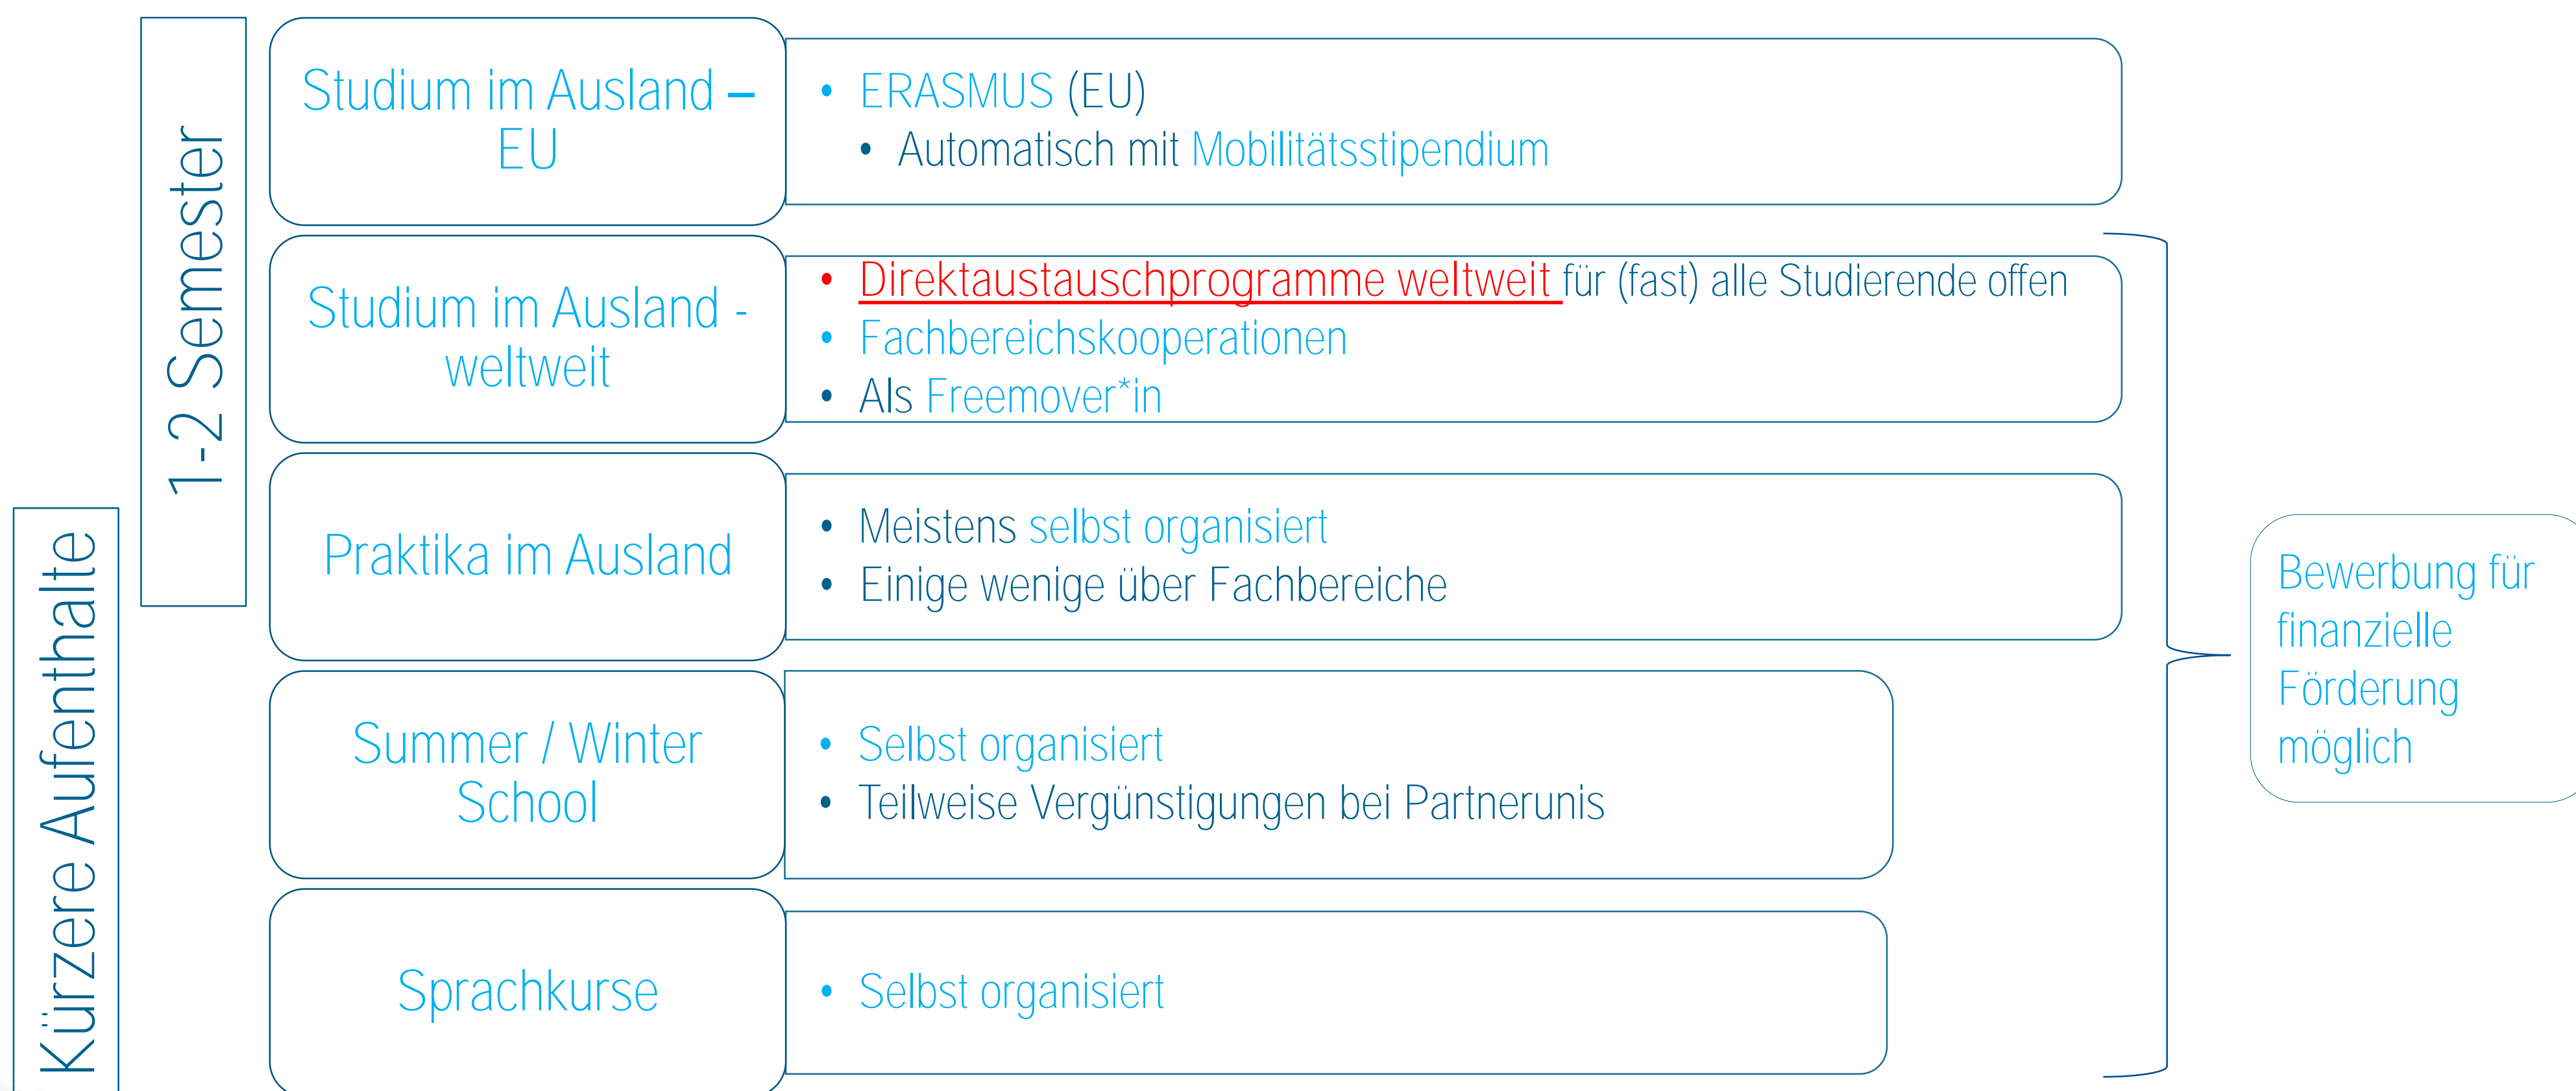 1-2 Semester
Kürzere Aufenthalte
Studium im Ausland –
EU
• ERASMUS (EU)
• Automatisch mit Mobilitätsstipendium
Studium im Ausland -
weltweit
• Direktaustauschprogramme weltweit für (fast) alle Studierende offen
• Fachbereichskooperationen
• Als Freemover*in
Praktika im Ausland
• Meistens selbst organisiert
• Einige wenige über Fachbereiche
Summer / Winter
School
• Selbst organisiert
• Teilweise Vergünstigungen bei Partnerunis
Sprachkurse
• Selbst organisiert
Bewerbung für
finanzielle
Förderung
möglich